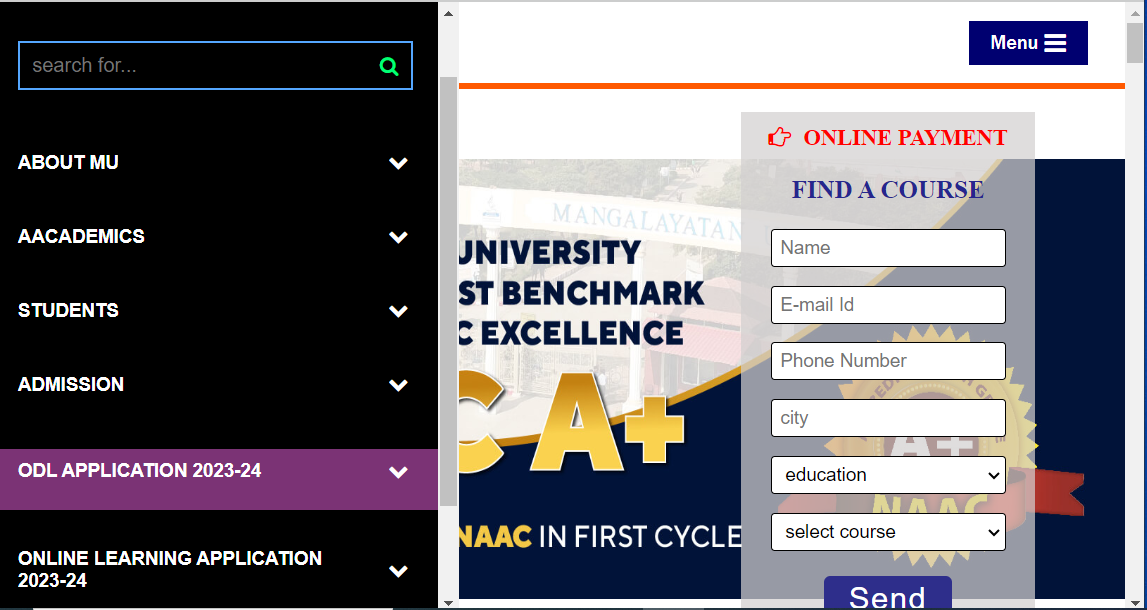 search for...
ABOUT MU
AACADEMICS
STUDENTS
ADMISSION
ODL APPLICATION 2023-24
ONLINE LEARNING APPLICATION
2023-24
Menu
MANGALAYATAN
UNIVERSITY
ST BENCHMARK
C EXCELLENCE
C A+
NAAC IN FIRST CYCLE
ONLINE PAYMENT
FIND A COURSE
Name
E-mail Id
Phone Number
city
education
select course
Send
A++
NAAC